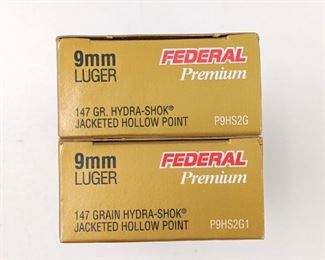 9mm
LUGER
FEDERAL
Premium
147 GR. HYDRA-SHOK®
JACKETED HOLLOW POINT
P9HS2G
9mm
LUGER
FEDERAL
Premium
147 GRAIN HYDRA-SHOK®
JACKETED HOLLOW POINT
P9HS2G1